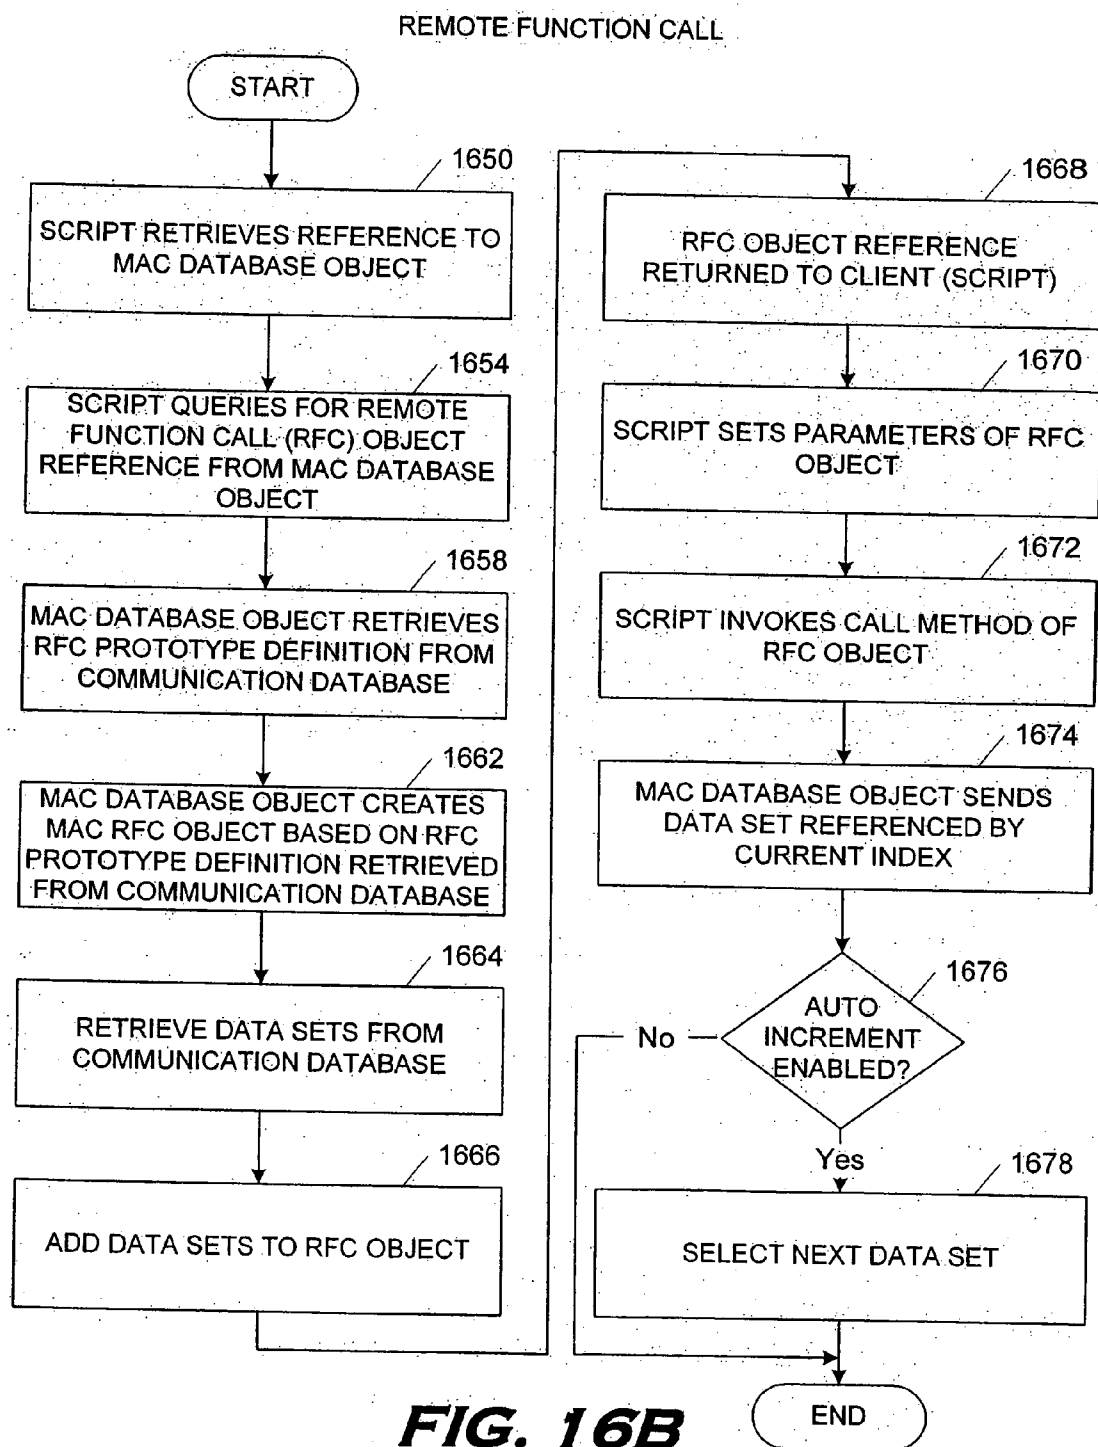 REMOTE FUNCTION CALL
START
1650
SCRIPT RETRIEVES REFERENCE TO
MAC DATABASE OBJECT
1654
SCRIPT QUERIES FOR REMOTE
FUNCTION CALL (RFC) OBJECT
REFERENCE FROM MAC DATABASE
OBJECT
1658
MAC DATABASE OBJECT RETRIEVES
RFC PROTOTYPE DEFINITION FROM
COMMUNICATION DATABASE
1662
MAC DATABASE OBJECT CREATES
MAC RFC OBJECT BASED ON RFC
PROTOTYPE DEFINITION RETRIEVED
FROM COMMUNICATION DATABASE
1664
RETRIEVE DATA SETS FROM
COMMUNICATION DATABASE
1666
ADD DATA SETS TO RFC OBJECT
1668
RFC OBJECT REFERENCE
RETURNED TO CLIENT (SCRIPT)
1670
SCRIPT SETS PARAMETERS OF RFC
OBJECT
1672
SCRIPT INVOKES CALL METHOD OF
RFC OBJECT
1674
MAC DATABASE OBJECT SENDS
DATA SET REFERENCED BY
CURRENT INDEX
1676
AUTO
INCREMENT
ENABLED?
No
Yes
1678
SELECT NEXT DATA SET
END
FIG. 16B